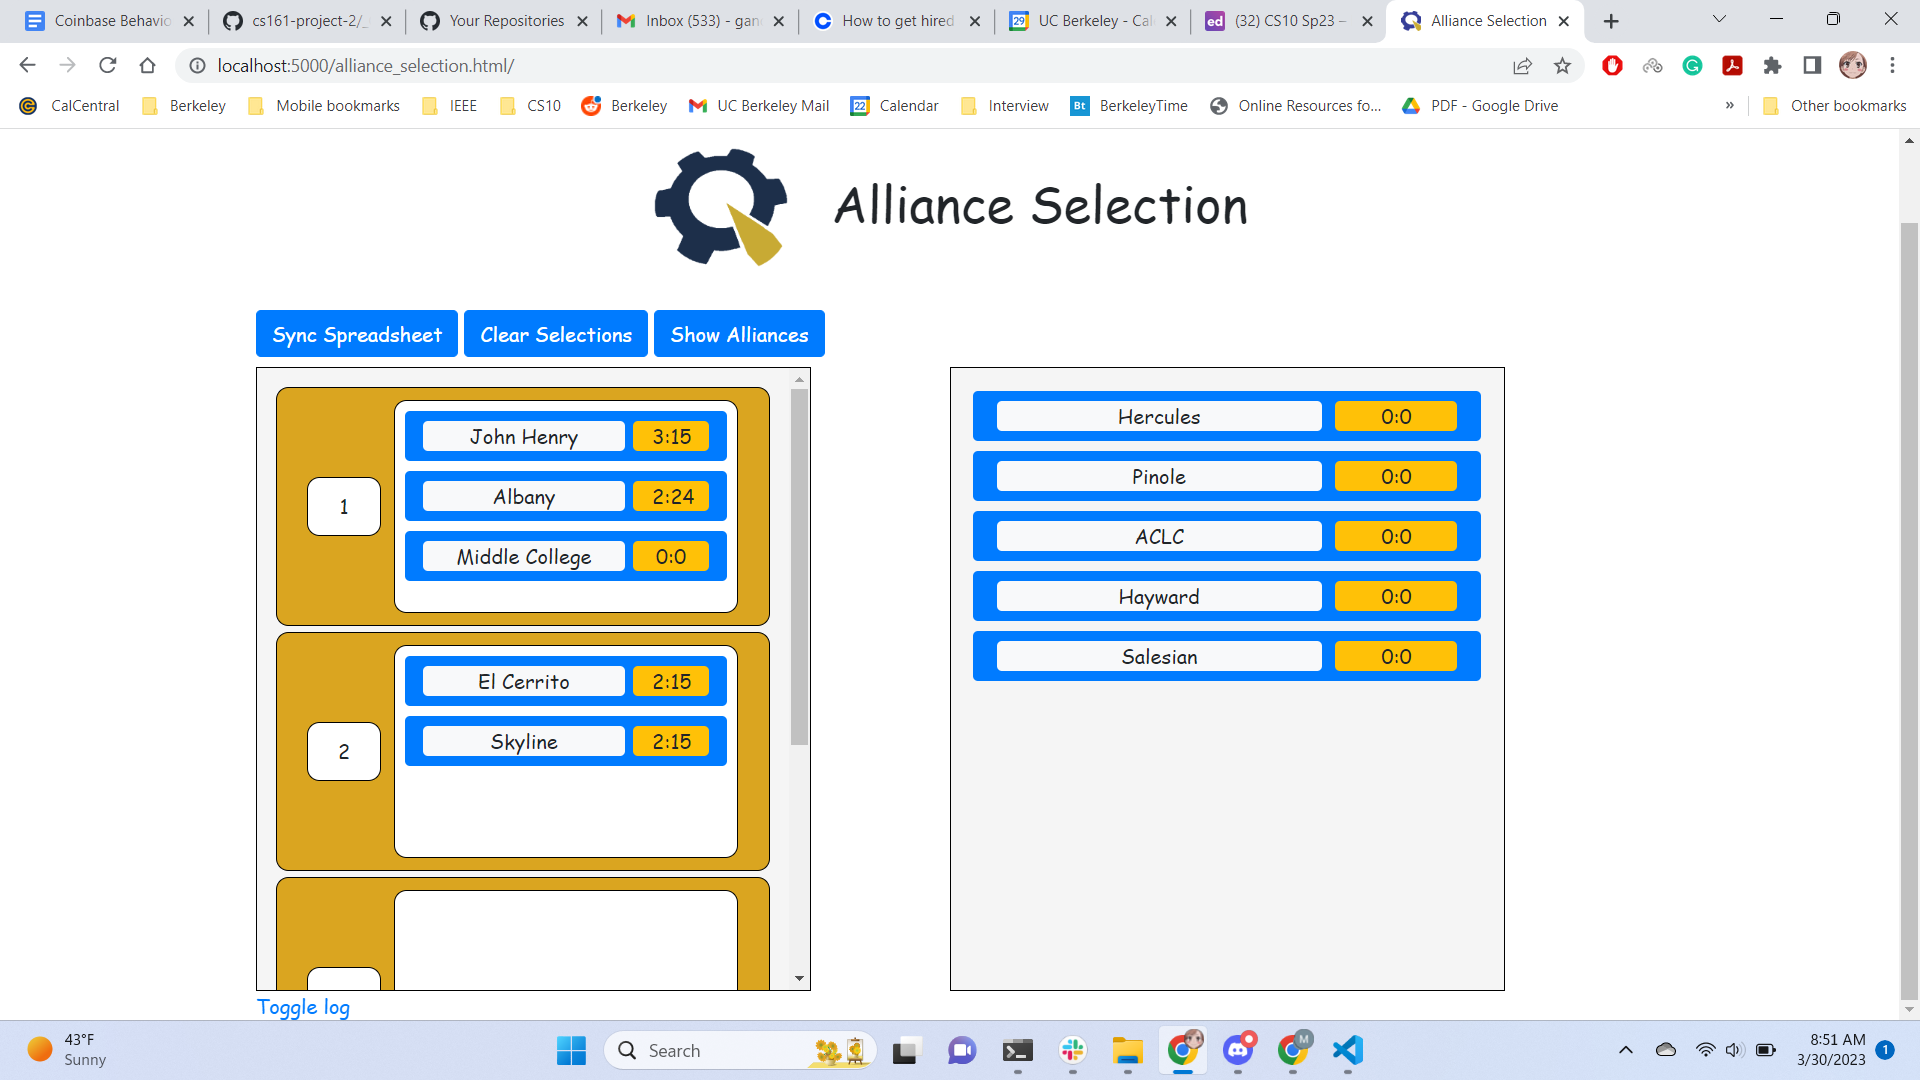 Coinbase Behavio
cs161-project-2/_
Your Repositories
Inbox (533) - gan
How to get hired
UC Berkeley - Cal
(32) CS10 Sp23 –
Alliance Selection
localhost:5000/alliance_selection.html/
CalCentral
Berkeley
Mobile bookmarks
IEEE
CS10
Berkeley
UC Berkeley Mail
22
Calendar
Interview
Bt
BerkeleyTime
Online Resources fo...
PDF - Google Drive
»
Other bookmarks
Alliance Selection
Sync Spreadsheet
Clear Selections
Show Alliances
1
John Henry 3:15
Albany 2:24
Middle College 0:0
2
El Cerrito 2:15
Skyline 2:15
Hercules 0:0
Pinole 0:0
ACLC 0:0
Hayward 0:0
Salesian 0:0
Toggle log
43°F
Sunny
Search
M
8:51 AM
3/30/2023
1